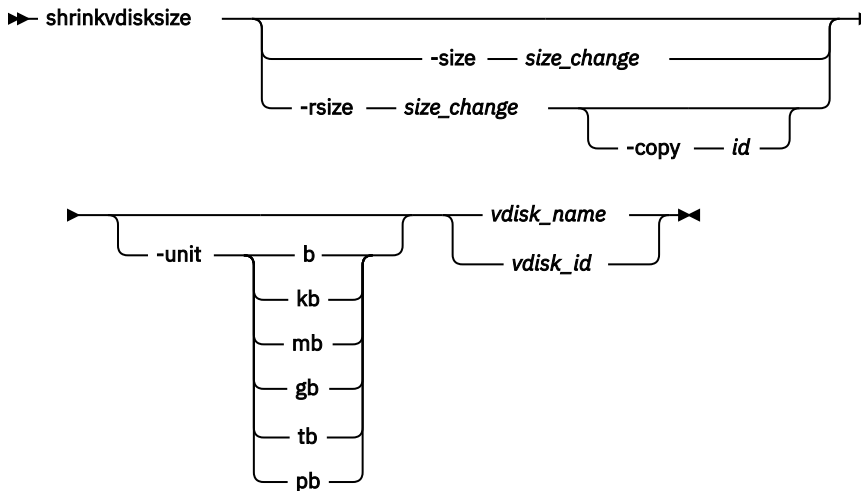 shrinkvdisksize
-size size_change
-rsize size_change
-copy id
vdisk_name
-unit b
vdisk_id
kb
mb
gb
tb
pb